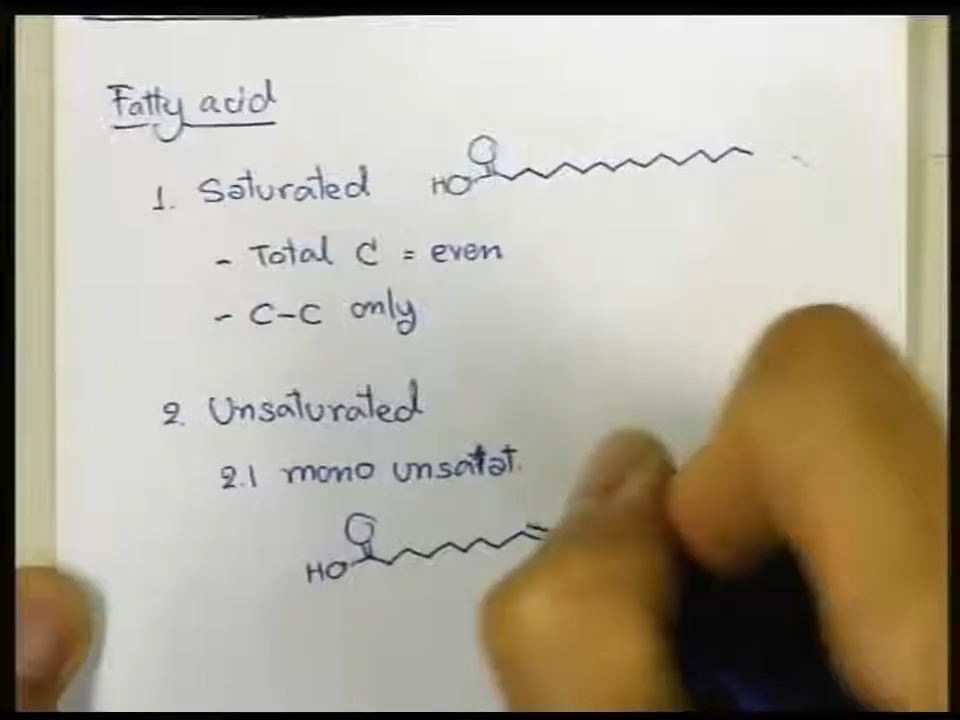 Fatty acid
1. Saturated
O
HO
- Total C = even
- C-C only
2. Unsaturated
2.1 mono unsatat.
O
HO